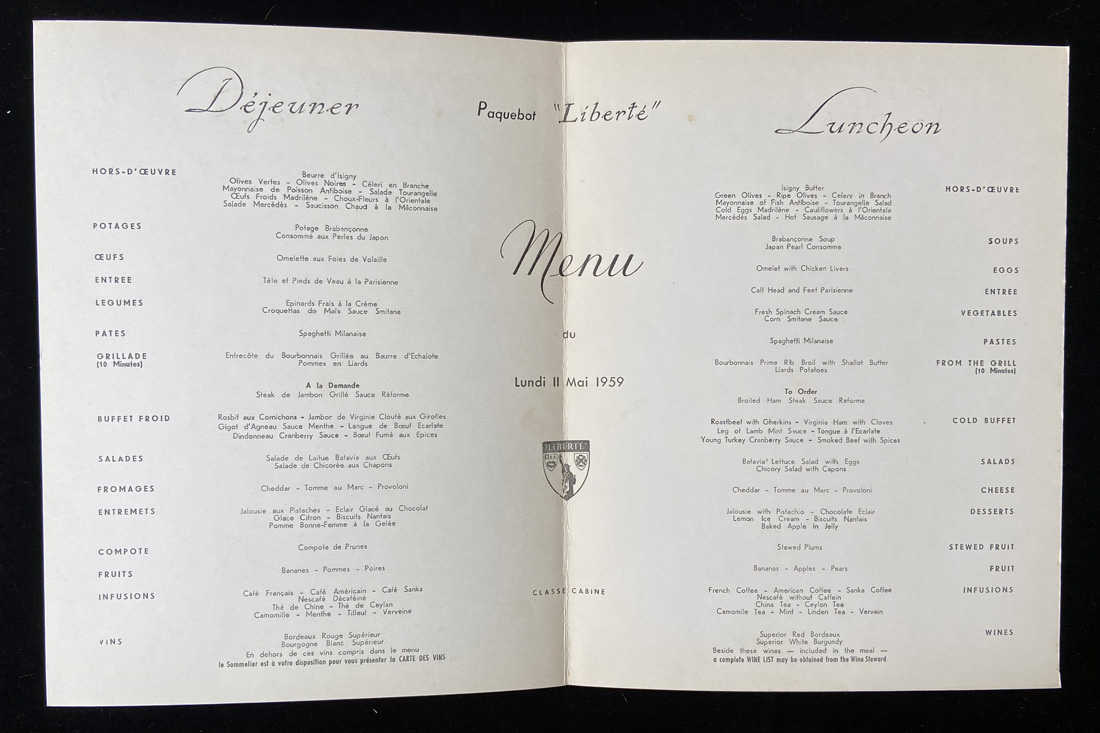 Déjeuner
HORS-D'ŒUVRE
Beurre d'Isigny
Olives Vertes - Olives Noires - Céleri en Branche
Mayonnaise de Poisson Antiboise - Salade Tourangelle
Œufs Froids Madrilène - Choux-Fleurs à l'Orientale
Salade Mercédès - Saucisson Chaud à la Mâconnaise
POTAGES
Potage Brabançonne
Consommé aux Perles du Japon
ŒUFS
Omelette aux Foies de Volaille
ENTREE
Tête et Pieds de Veau à la Parisienne
LEGUMES
Epinards Frais à la Crème
Croquettes de Maïs Sauce Smitane
PATES
Spaghetti Milanaise
GRILLADE
(10 Minutes)
Entrecôte du Bourbonnais Grillée au Beurre d'Echalote
Pommes en Liards
A la Demande
Steak de Jambon Grillé Sauce Réforme
BUFFET FROID
Rosbif aux Cornichons - Jambon de Virginie Clouté aux Girofles
Gigot d'Agneau Sauce Menthe - Langue de Bœuf Ecarlate
Dindonneau Cranberry Sauce - Bœuf Fumé aux Epices
SALADES
Salade de Laitue Batavia aux Œufs
Salade de Chicorée aux Chapons
FROMAGES
Cheddar - Tomme au Marc - Provoloni
ENTREMETS
Jalousie aux Pistaches - Eclair Glacé au Chocolat
Glace Citron - Biscuits Nantais
Pomme Bonne-Femme à la Gelée
COMPOTE
Compote de Prunes
FRUITS
Bananes - Pommes - Poires
INFUSIONS
Café Français - Café Américain - Café Sanka
Nescafé Décaféiné
Thé de Chine - Thé de Ceylan
Camomille - Menthe - Tilleul - Verveine
VINS
Bordeaux Rouge Supérieur
Bourgogne Blanc Supérieur
En dehors de ces vins compris dans le menu
le Sommelier est à votre disposition pour vous présenter la CARTE DES VINS
Paquebot "Liberté"
Menu
du
Lundi 11 Mai 1959
"LIBERTÉ"
CLASSE CABINE
Luncheon
HORS-D'ŒUVRE
Isigny Butter
Green Olives - Ripe Olives - Celery in Branch
Mayonnaise of Fish Antiboise - Tourangelle Salad
Cold Eggs Madrilène - Cauliflowers à l'Orientale
Mercédès Salad - Hot Sausage à la Mâconnaise
SOUPS
Brabançonne Soup
Japan Pearl Consomme
EGGS
Omelet with Chicken Livers
ENTREE
Calf Head and Feet Parisienne
VEGETABLES
Fresh Spinach Cream Sauce
Corn Smitane Sauce
PASTES
Spaghetti Milanaise
FROM THE GRILL
(10 Minutes)
Bourbonnais Prime Rib Broil with Shallot Butter
Liards Potatoes
To Order
Broiled Ham Steak Sauce Reforme
COLD BUFFET
Roastbeef with Gherkins - Virginia Ham with Cloves
Leg of Lamb Mint Sauce - Tongue à l'Ecarlate
Young Turkey Cranberry Sauce - Smoked Beef with Spices
SALADS
Batavia Lettuce Salad with Eggs
Chicory Salad with Capons
CHEESE
Cheddar - Tomme au Marc - Provoloni
DESSERTS
Jalousie with Pistachio - Chocolate Eclair
Lemon Ice Cream - Biscuits Nantais
Baked Apple in Jelly
STEWED FRUIT
Stewed Plums
FRUIT
Bananas - Apples - Pears
INFUSIONS
French Coffee - American Coffee - Sanka Coffee
Nescafé without Caffein
China Tea - Ceylon Tea
Camomile Tea - Mint - Linden Tea - Vervain
WINES
Superior Red Bordeaux
Superior White Burgundy
Beside these wines — included in the meal —
a complete WINE LIST may be obtained from the Wine Steward